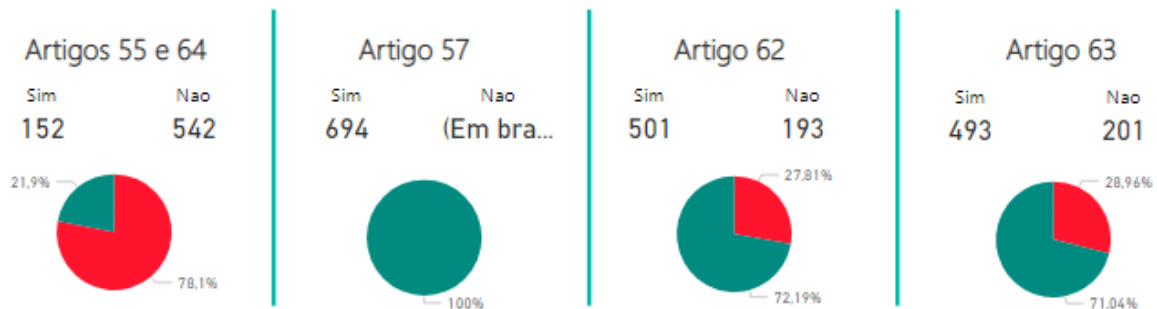 Artigos 55 e 64
Sim Nao
152 542
21,9%
78,1%
Artigo 57
Sim Nao
694 (Em bra...
100%
Artigo 62
Sim Nao
501 193
27,81%
72,19%
Artigo 63
Sim Nao
493 201
28,96%
71,04%